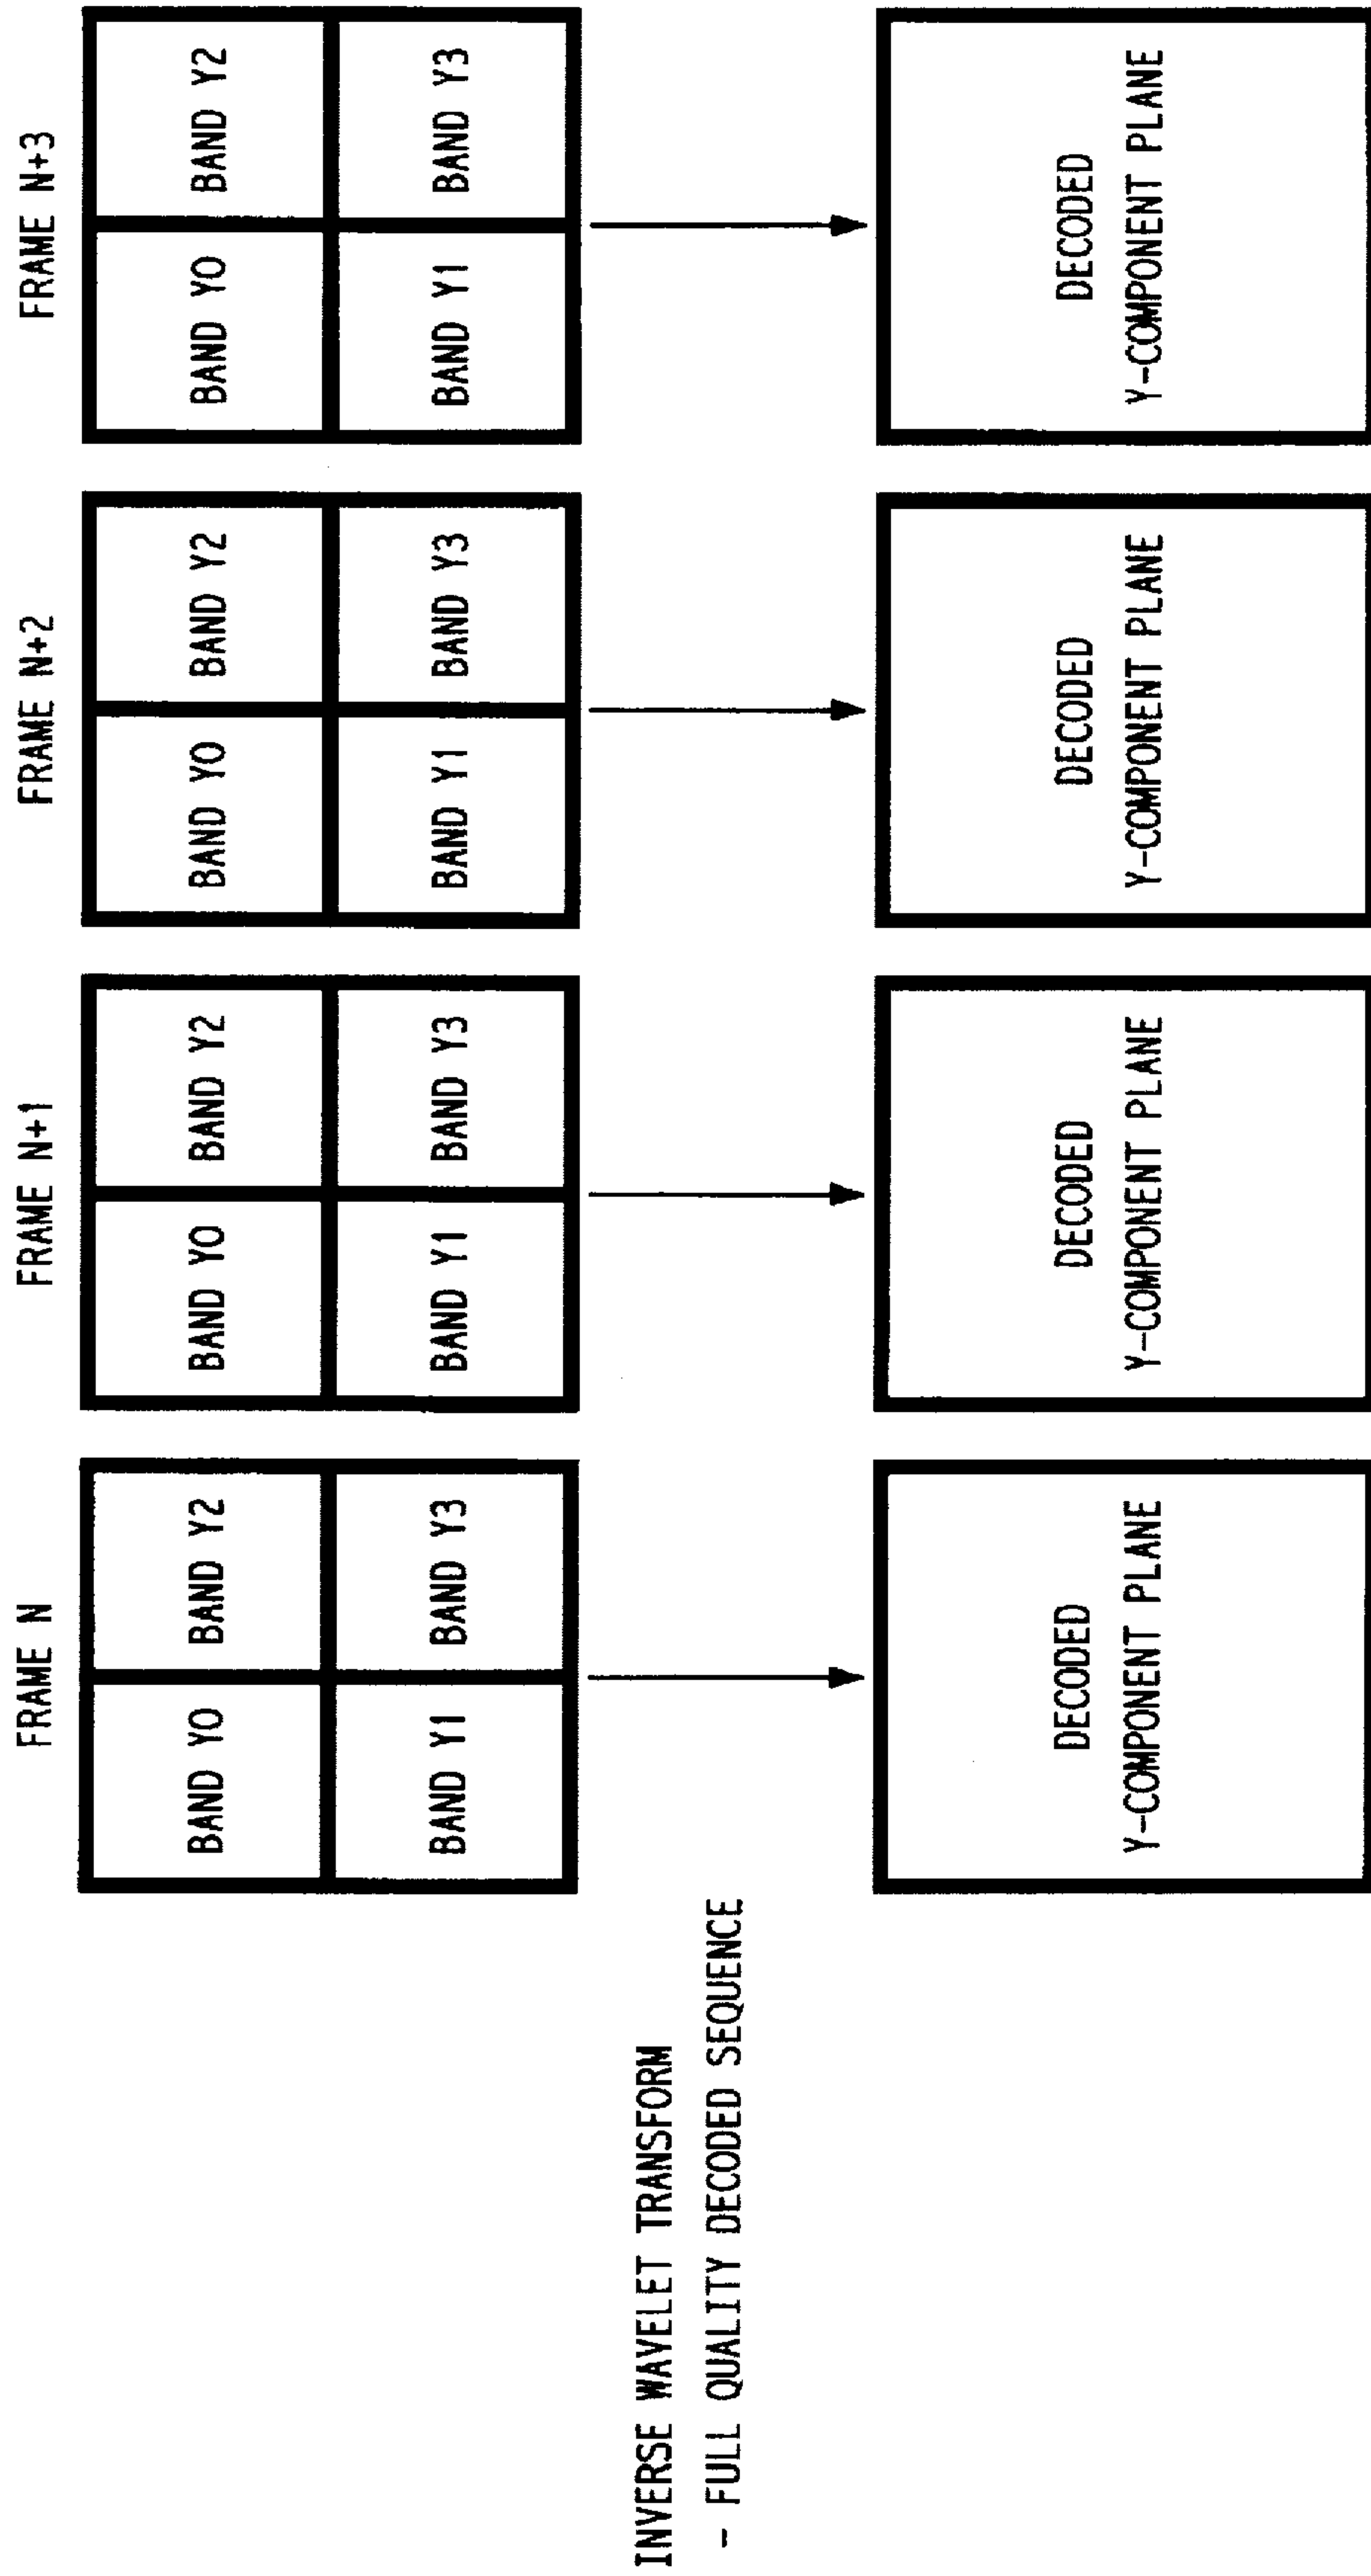 FRAME N
FRAME N+1
FRAME N+2
FRAME N+3
BAND Y0
BAND Y2
BAND Y0
BAND Y2
BAND Y0
BAND Y2
BAND Y0
BAND Y2
BAND Y1
BAND Y3
BAND Y1
BAND Y3
BAND Y1
BAND Y3
BAND Y1
BAND Y3
INVERSE WAVELET TRANSFORM
- FULL QUALITY DECODED SEQUENCE
DECODED
Y-COMPONENT PLANE
DECODED
Y-COMPONENT PLANE
DECODED
Y-COMPONENT PLANE
DECODED
Y-COMPONENT PLANE